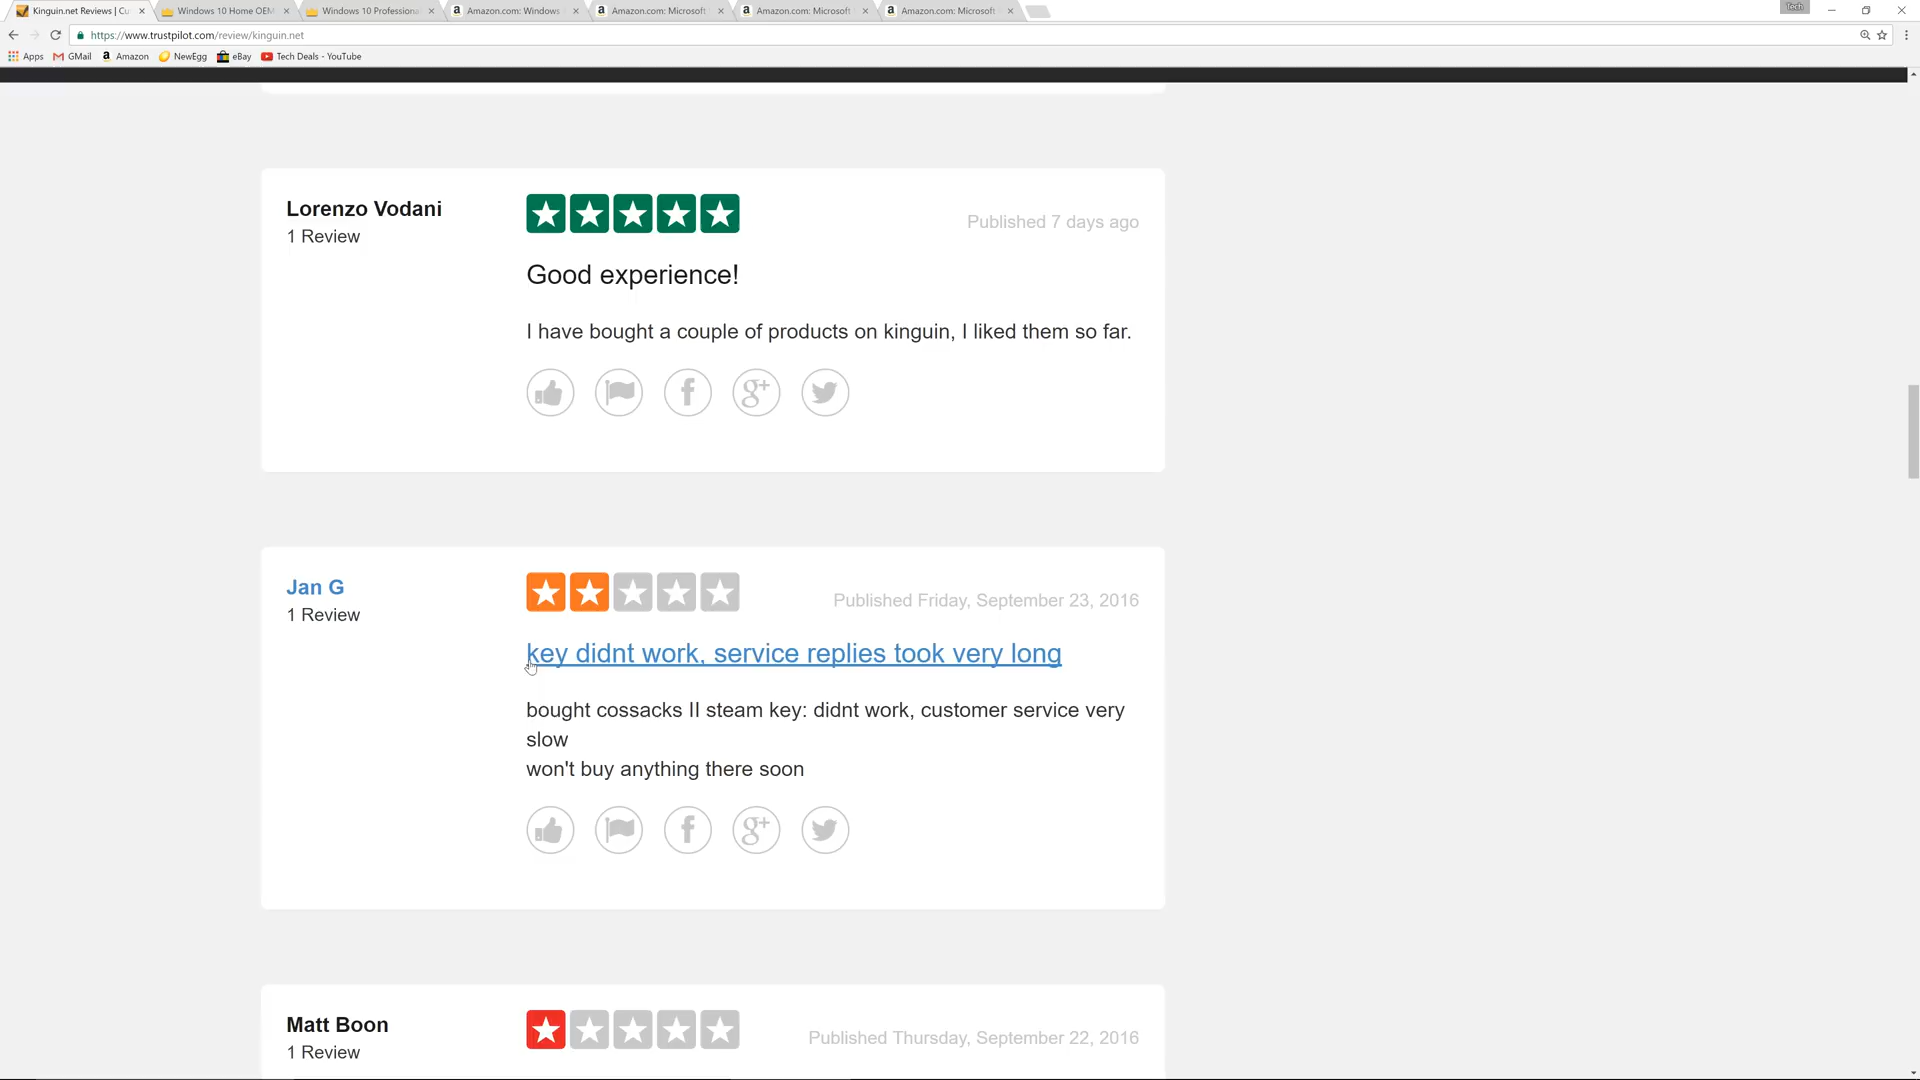 Kinguin.net Reviews | Cu
Windows 10 Home OEM
Windows 10 Professiona
Amazon.com: Windows
Amazon.com: Microsoft
Amazon.com: Microsoft
Amazon.com: Microsoft
Tech
https://www.trustpilot.com/review/kinguin.net
Apps
GMail
Amazon
NewEgg
eBay
Tech Deals - YouTube
Lorenzo Vodani
1 Review
Published 7 days ago
Good experience!
I have bought a couple of products on kinguin, I liked them so far.
Jan G
1 Review
Published Friday, September 23, 2016
key didnt work, service replies took very long
bought cossacks II steam key: didnt work, customer service very
slow
won't buy anything there soon
Matt Boon
1 Review
Published Thursday, September 22, 2016